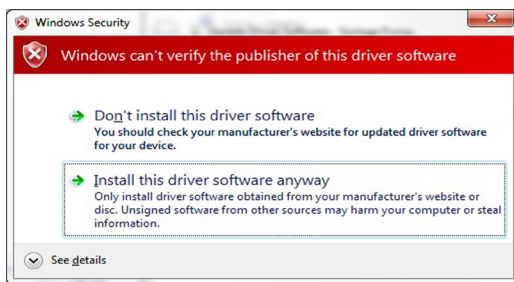 Windows Security
Windows can't verify the publisher of this driver software
Don't install this driver software
You should check your manufacturer's website for updated driver software
for your device.
Install this driver software anyway
Only install driver software obtained from your manufacturer's website or
disc. Unsigned software from other sources may harm your computer or steal
information.
See details